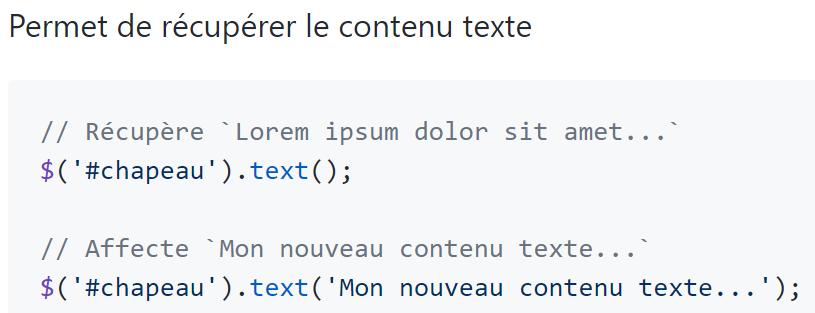 Permet de récupérer le contenu texte
// Récupère `Lorem ipsum dolor sit amet...`
$('#chapeau').text();
// Affecte `Mon nouveau contenu texte...`
$('#chapeau').text('Mon nouveau contenu texte...');